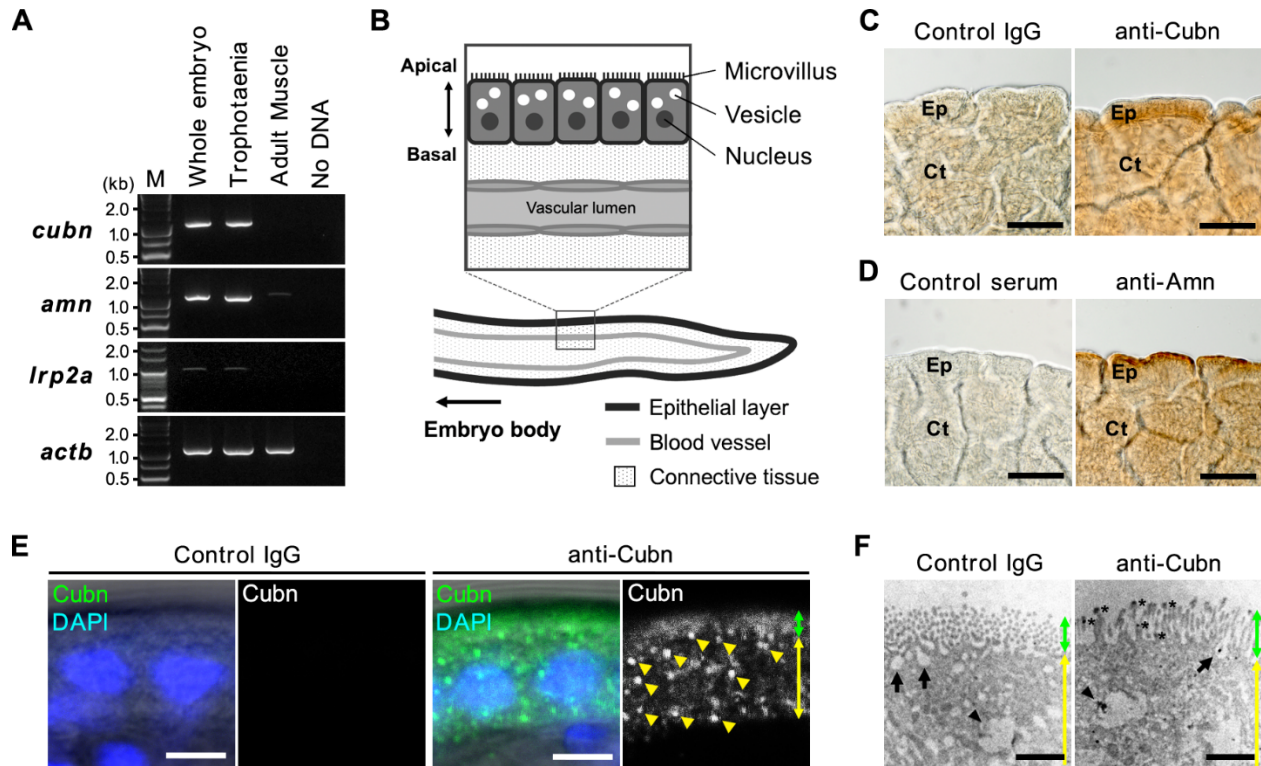 A
Whole embryo
Trophotaenia
Adult Muscle
No DNA
(kb) M
cubn
2.0
1.0
0.5
amn
2.0
1.0
0.5
lrp2a
2.0
1.0
0.5
actb
2.0
1.0
0.5
B
Apical
Basal
Microvillus
Vesicle
Nucleus
Vascular lumen
Embryo body
Epithelial layer
Blood vessel
Connective tissue
C
Control IgG anti-Cubn
Ep Ep
Ct Ct
D
Control serum anti-Amn
Ep Ep
Ct Ct
E
Control IgG anti-Cubn
Cubn Cubn Cubn Cubn
DAPI DAPI
F
Control IgG anti-Cubn
* * * * * * *